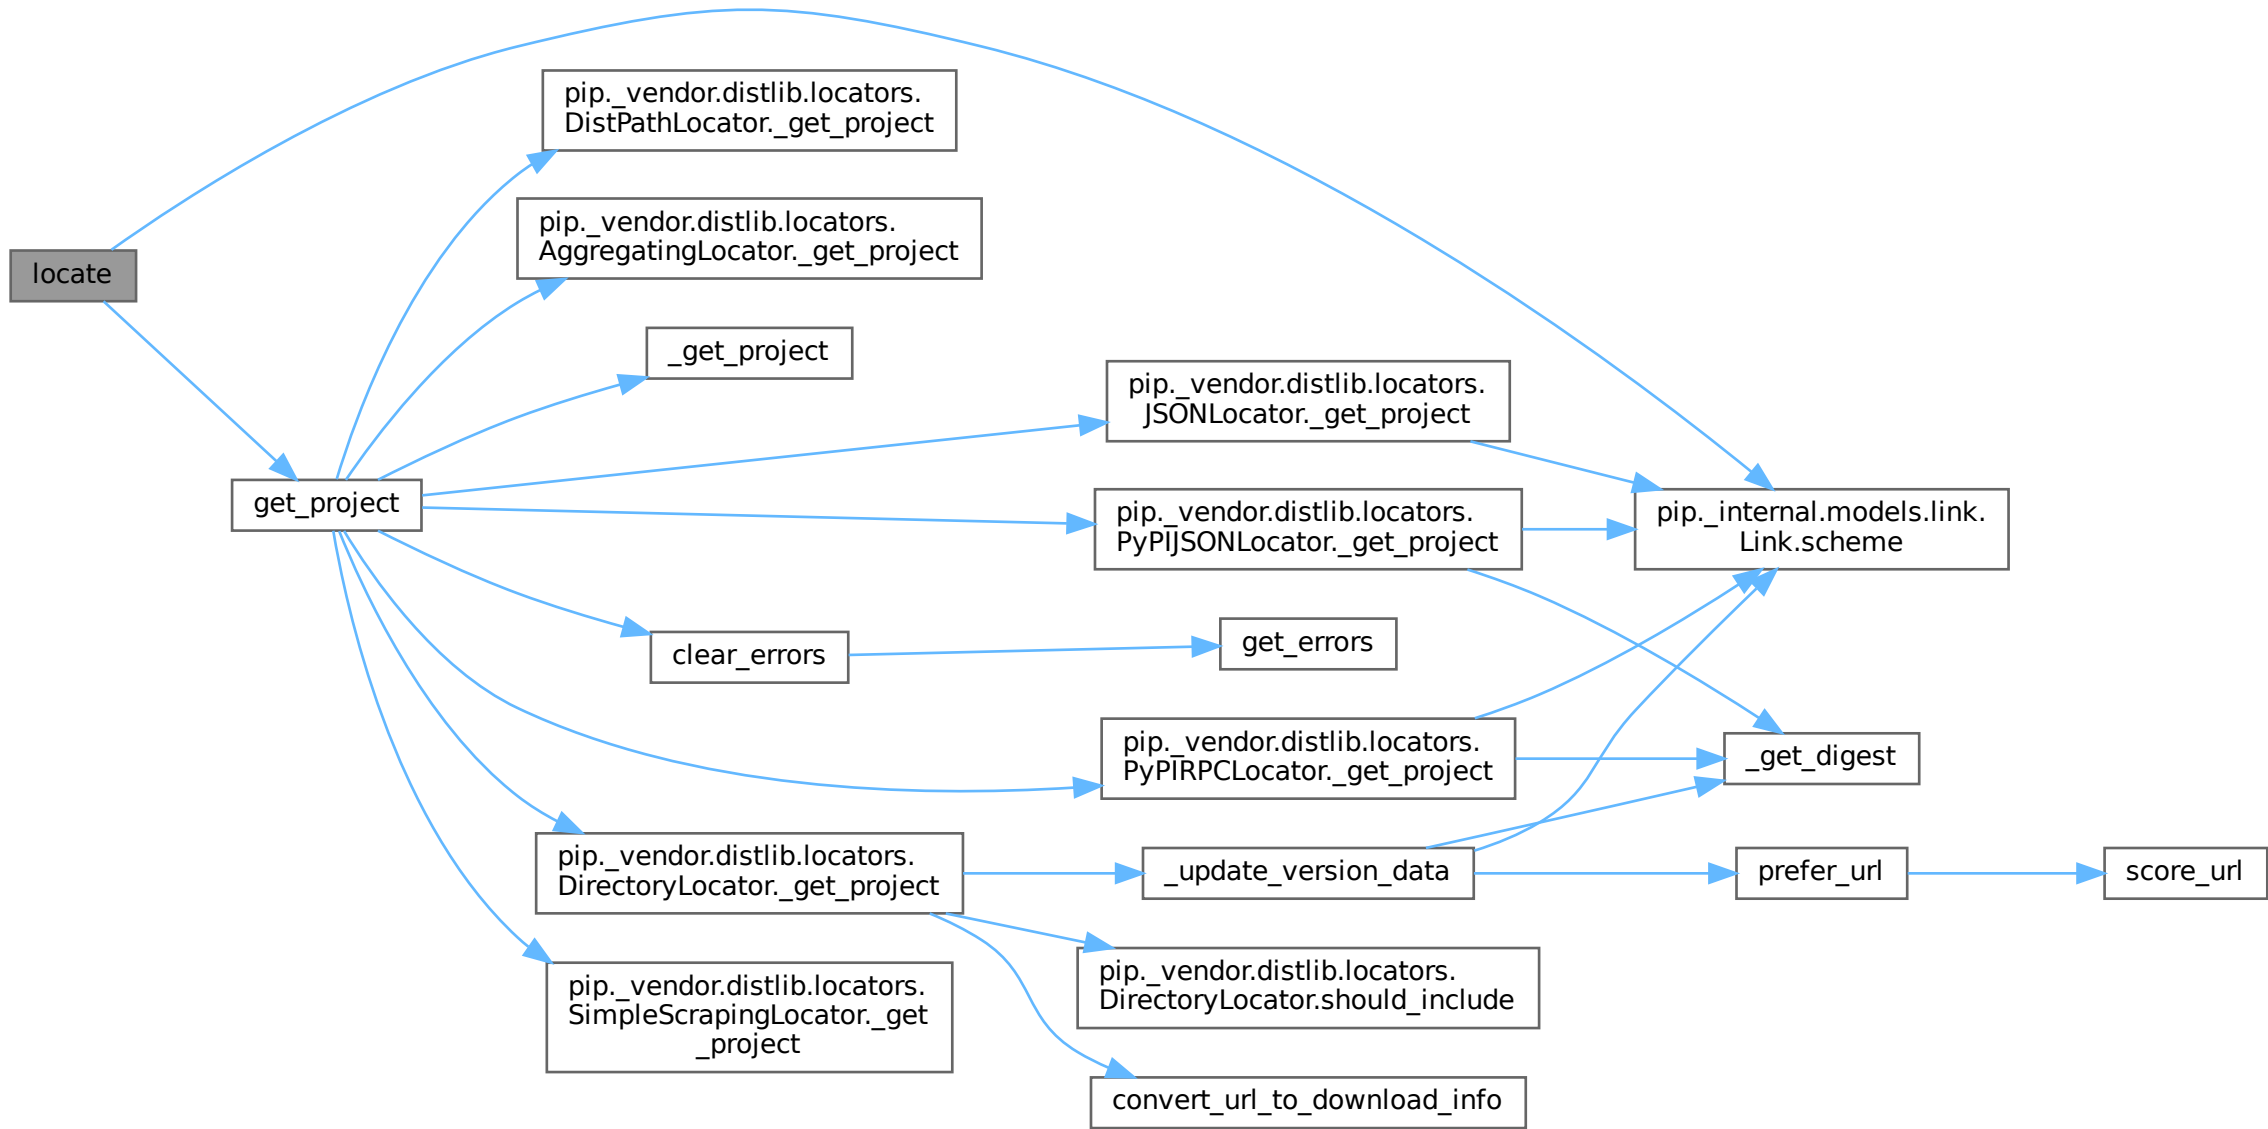 locate
get_project
pip._vendor.distlib.locators.
DistPathLocator._get_project
pip._vendor.distlib.locators.
AggregatingLocator._get_project
_get_project
clear_errors
pip._vendor.distlib.locators.
DirectoryLocator._get_project
pip._vendor.distlib.locators.
SimpleScrapingLocator._get
_project
pip._vendor.distlib.locators.
JSONLocator._get_project
pip._vendor.distlib.locators.
PyPIJSONLocator._get_project
get_errors
pip._vendor.distlib.locators.
PyPIRPCLocator._get_project
_update_version_data
pip._vendor.distlib.locators.
DirectoryLocator.should_include
convert_url_to_download_info
pip._internal.models.link.
Link.scheme
_get_digest
prefer_url
score_url